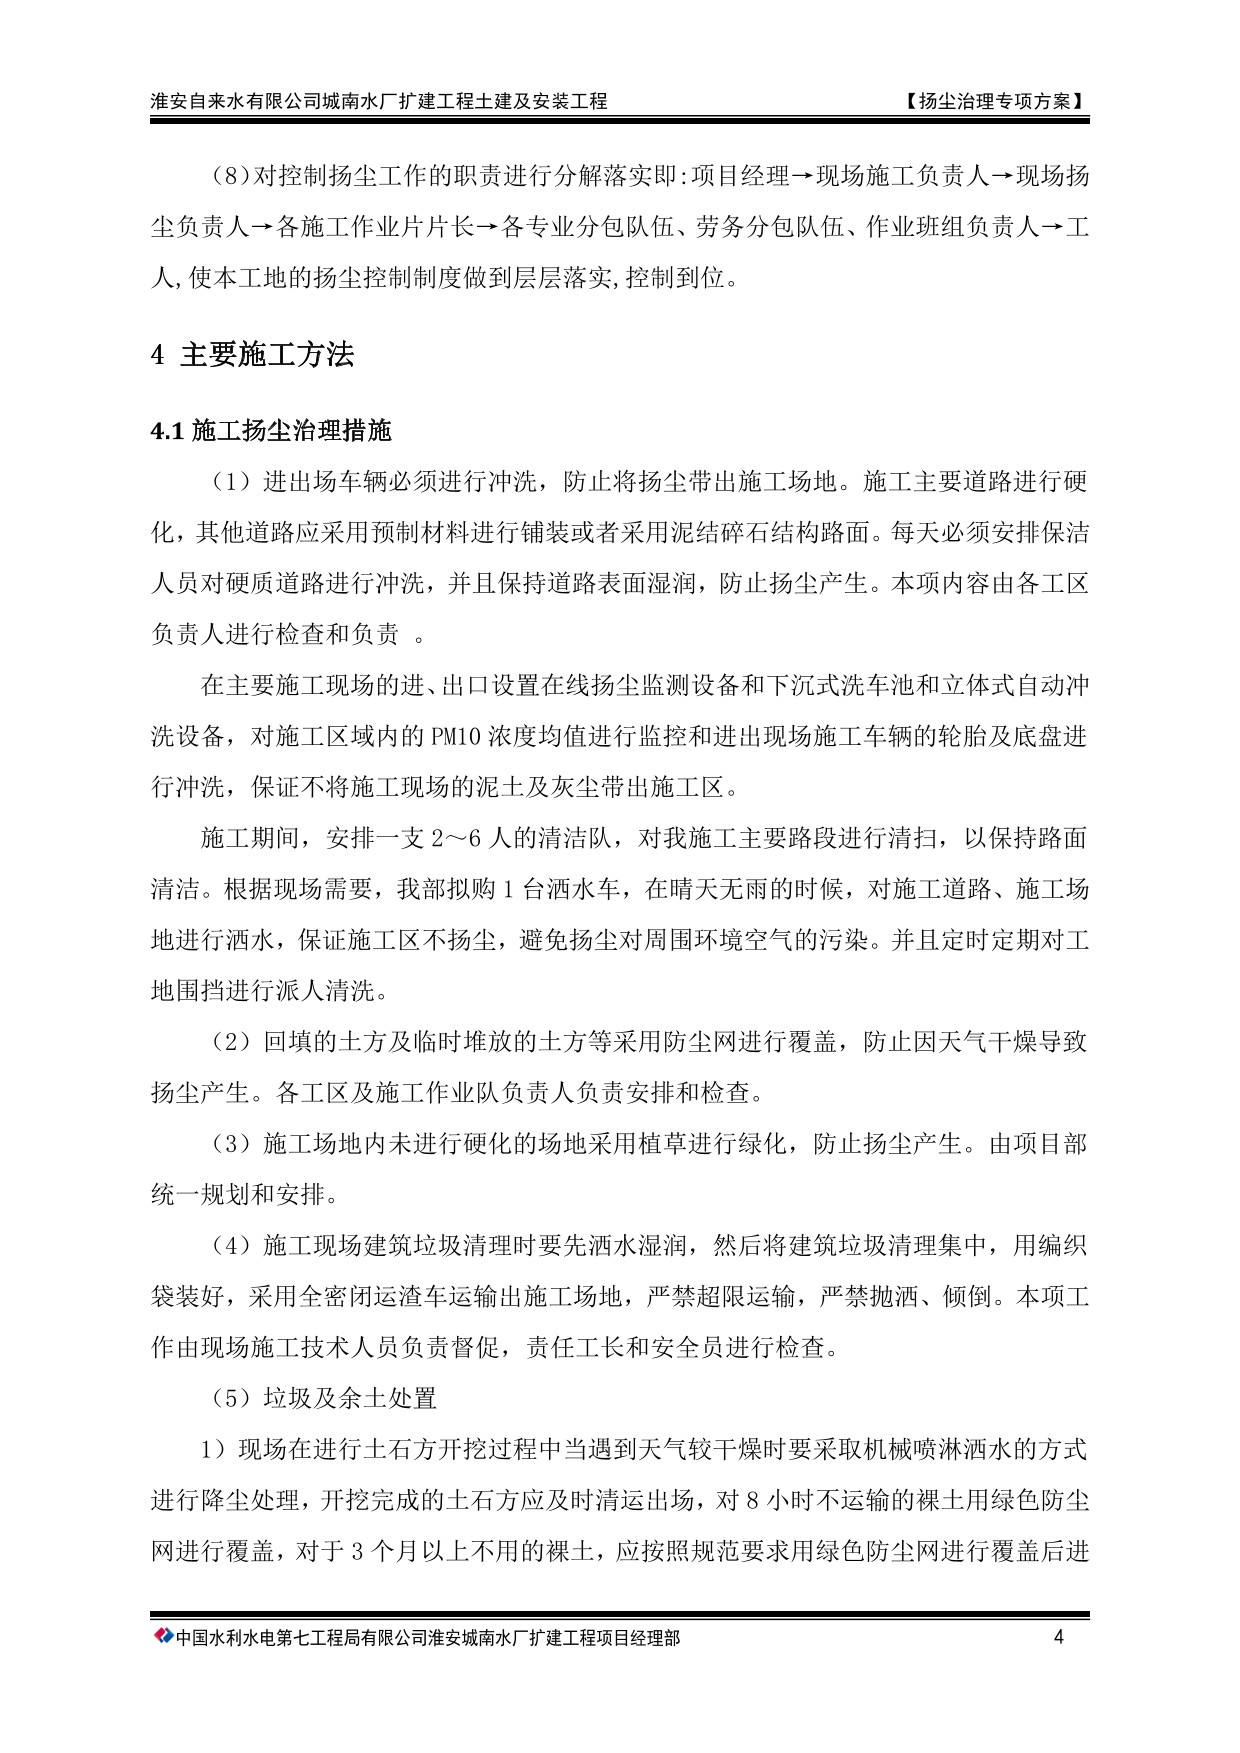 淮安自来水有限公司城南水厂扩建工程土建及安装工程 【扬尘治理专项方案】
（8)对控制扬尘工作的职责进行分解落实即:项目经理→现场施工负责人→现场扬
尘负责人→各施工作业片片长→各专业分包队伍、劳务分包队伍、作业班组负责人→工
人,使本工地的扬尘控制制度做到层层落实,控制到位。
4 主要施工方法
4.1 施工扬尘治理措施
（1）进出场车辆必须进行冲洗，防止将扬尘带出施工场地。施工主要道路进行硬
化，其他道路应采用预制材料进行铺装或者采用泥结碎石结构路面。每天必须安排保洁
人员对硬质道路进行冲洗，并且保持道路表面湿润，防止扬尘产生。本项内容由各工区
负责人进行检查和负责 。
在主要施工现场的进、出口设置在线扬尘监测设备和下沉式洗车池和立体式自动冲
洗设备，对施工区域内的 PM10 浓度均值进行监控和进出现场施工车辆的轮胎及底盘进
行冲洗，保证不将施工现场的泥土及灰尘带出施工区。
施工期间，安排一支 2～6 人的清洁队，对我施工主要路段进行清扫，以保持路面
清洁。根据现场需要，我部拟购 1 台洒水车，在晴天无雨的时候，对施工道路、施工场
地进行洒水，保证施工区不扬尘，避免扬尘对周围环境空气的污染。并且定时定期对工
地围挡进行派人清洗。
（2）回填的土方及临时堆放的土方等采用防尘网进行覆盖，防止因天气干燥导致
扬尘产生。各工区及施工作业队负责人负责安排和检查。
（3）施工场地内未进行硬化的场地采用植草进行绿化，防止扬尘产生。由项目部
统一规划和安排。
（4）施工现场建筑垃圾清理时要先洒水湿润，然后将建筑垃圾清理集中，用编织
袋装好，采用全密闭运渣车运输出施工场地，严禁超限运输，严禁抛洒、倾倒。本项工
作由现场施工技术人员负责督促，责任工长和安全员进行检查。
（5）垃圾及余土处置
1）现场在进行土石方开挖过程中当遇到天气较干燥时要采取机械喷淋洒水的方式
进行降尘处理，开挖完成的土石方应及时清运出场，对 8 小时不运输的裸土用绿色防尘
网进行覆盖，对于 3 个月以上不用的裸土，应按照规范要求用绿色防尘网进行覆盖后进
中国水利水电第七工程局有限公司淮安城南水厂扩建工程项目经理部 4